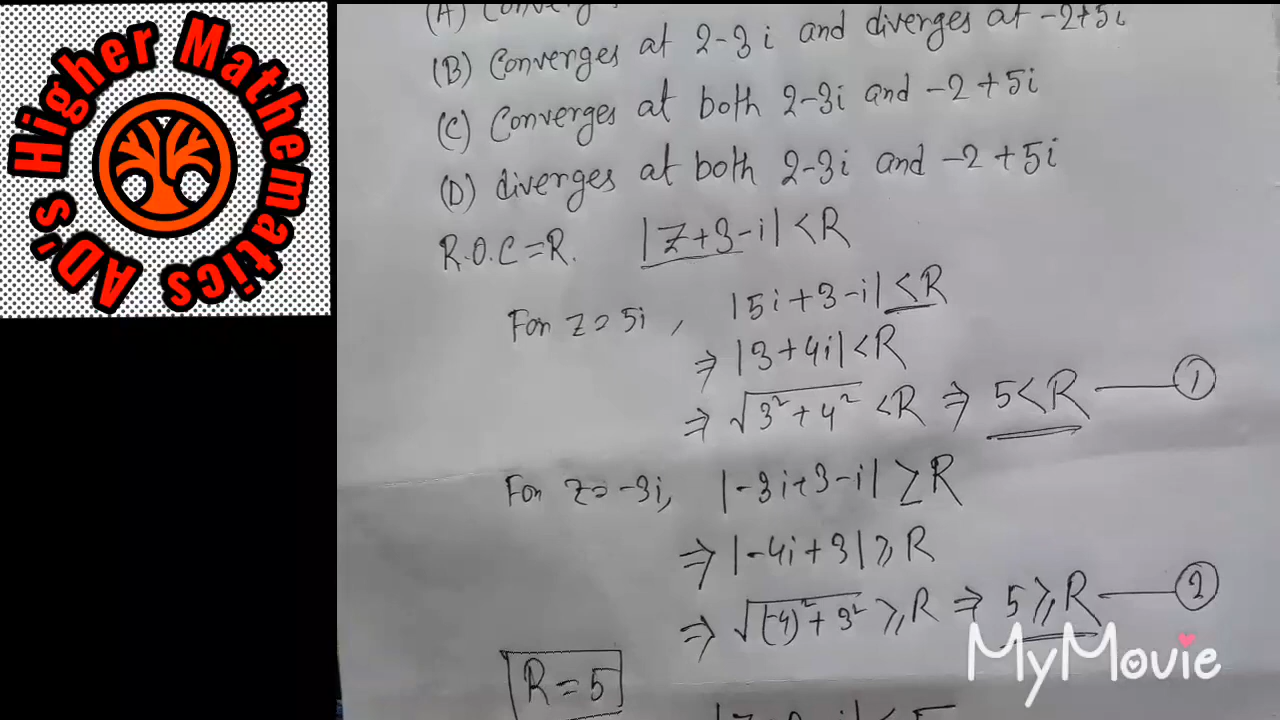 AD's Higher Mathematics
(A) Converg
(B) Converges at 2-3i and diverges at -2+5i
(C) Converges at both 2-3i and -2+5i
(D) diverges at both 2-3i and -2+5i
R.O.C=R. |z+3-i|<R
For z=5i, |5i+3-i|<R
⇒ |3+4i|<R
⇒ √3²+4² <R ⇒ 5<R — ①
For z=-3i, |-3i+3-i| ≥R
⇒ |-4i+3|≥R
⇒ √(-4)²+3² ≥R ⇒ 5≥R — ②
MyMovie
R=5